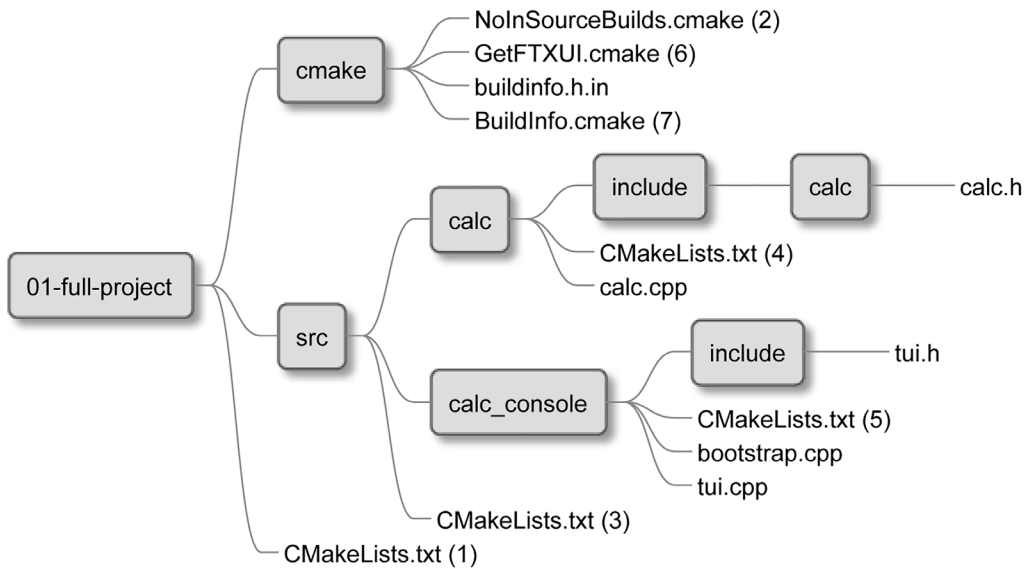 NoInSourceBuilds.cmake (2)
cmake
GetFTXUI.cmake (6)
buildinfo.h.in
BuildInfo.cmake (7)
include
calc
calc.h
calc
CMakeLists.txt (4)
calc.cpp
01-full-project
src
include
tui.h
calc_console
CMakeLists.txt (5)
bootstrap.cpp
tui.cpp
CMakeLists.txt (3)
CMakeLists.txt (1)